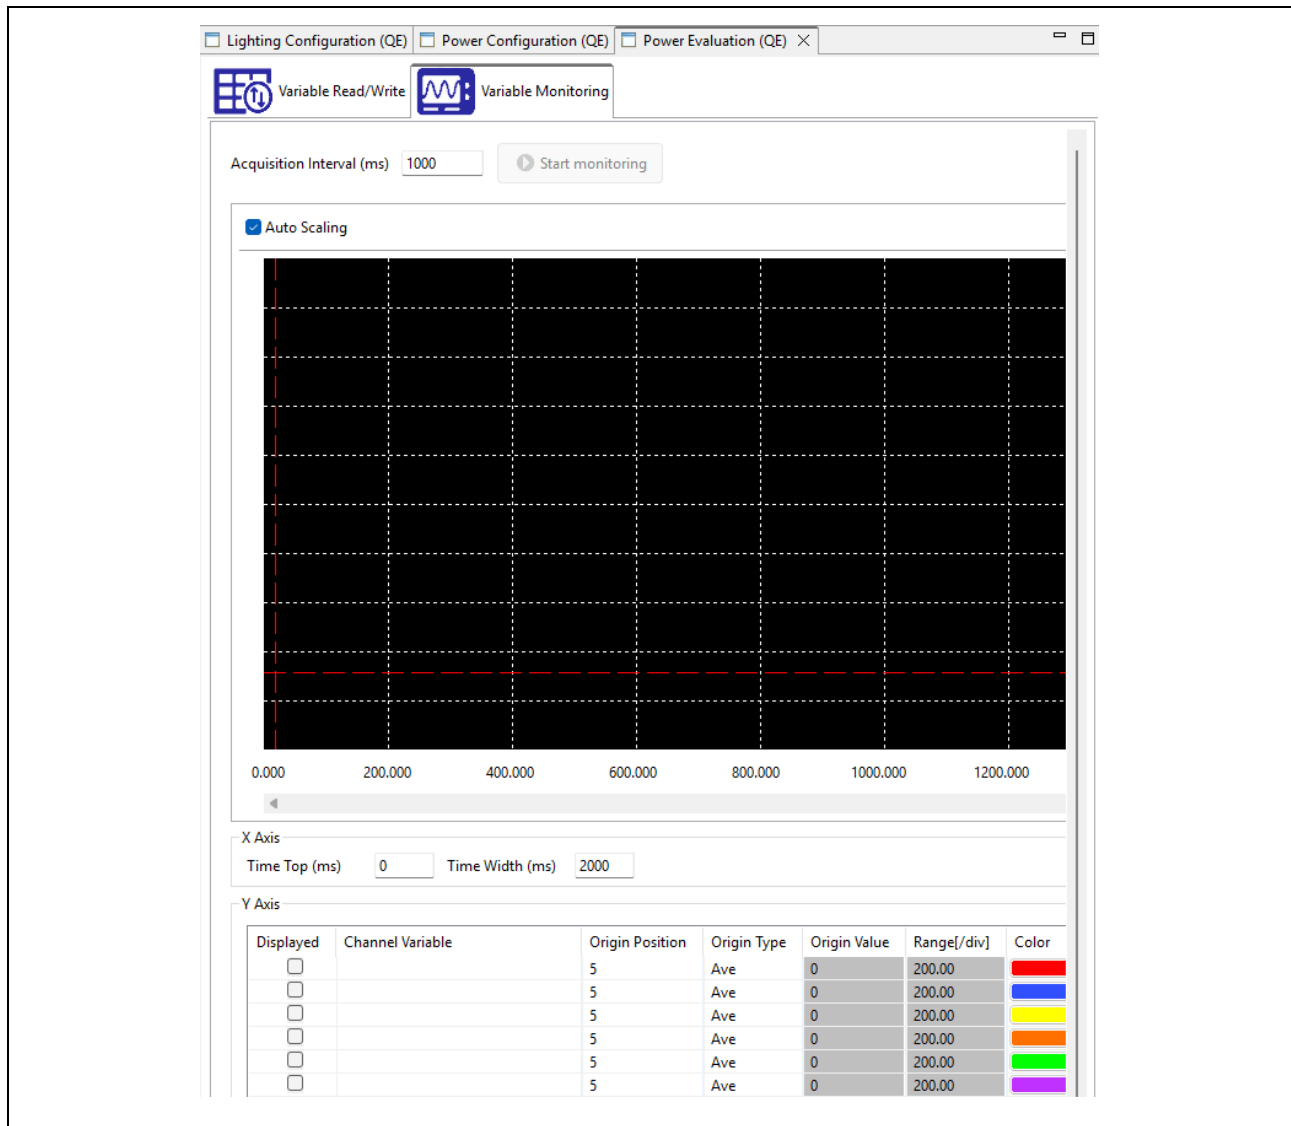 Lighting Configuration (QE) Power Configuration (QE) Power Evaluation (QE)
Variable Read/Write Variable Monitoring
Acquisition Interval (ms) 1000 Start monitoring
Auto Scaling
0.000 200.000 400.000 600.000 800.000 1000.000 1200.000
X Axis
Time Top (ms) 0 Time Width (ms) 2000
Y Axis
Displayed Channel Variable Origin Position Origin Type Origin Value Range[/div] Color
5 Ave 0 200.00
5 Ave 0 200.00
5 Ave 0 200.00
5 Ave 0 200.00
5 Ave 0 200.00
5 Ave 0 200.00